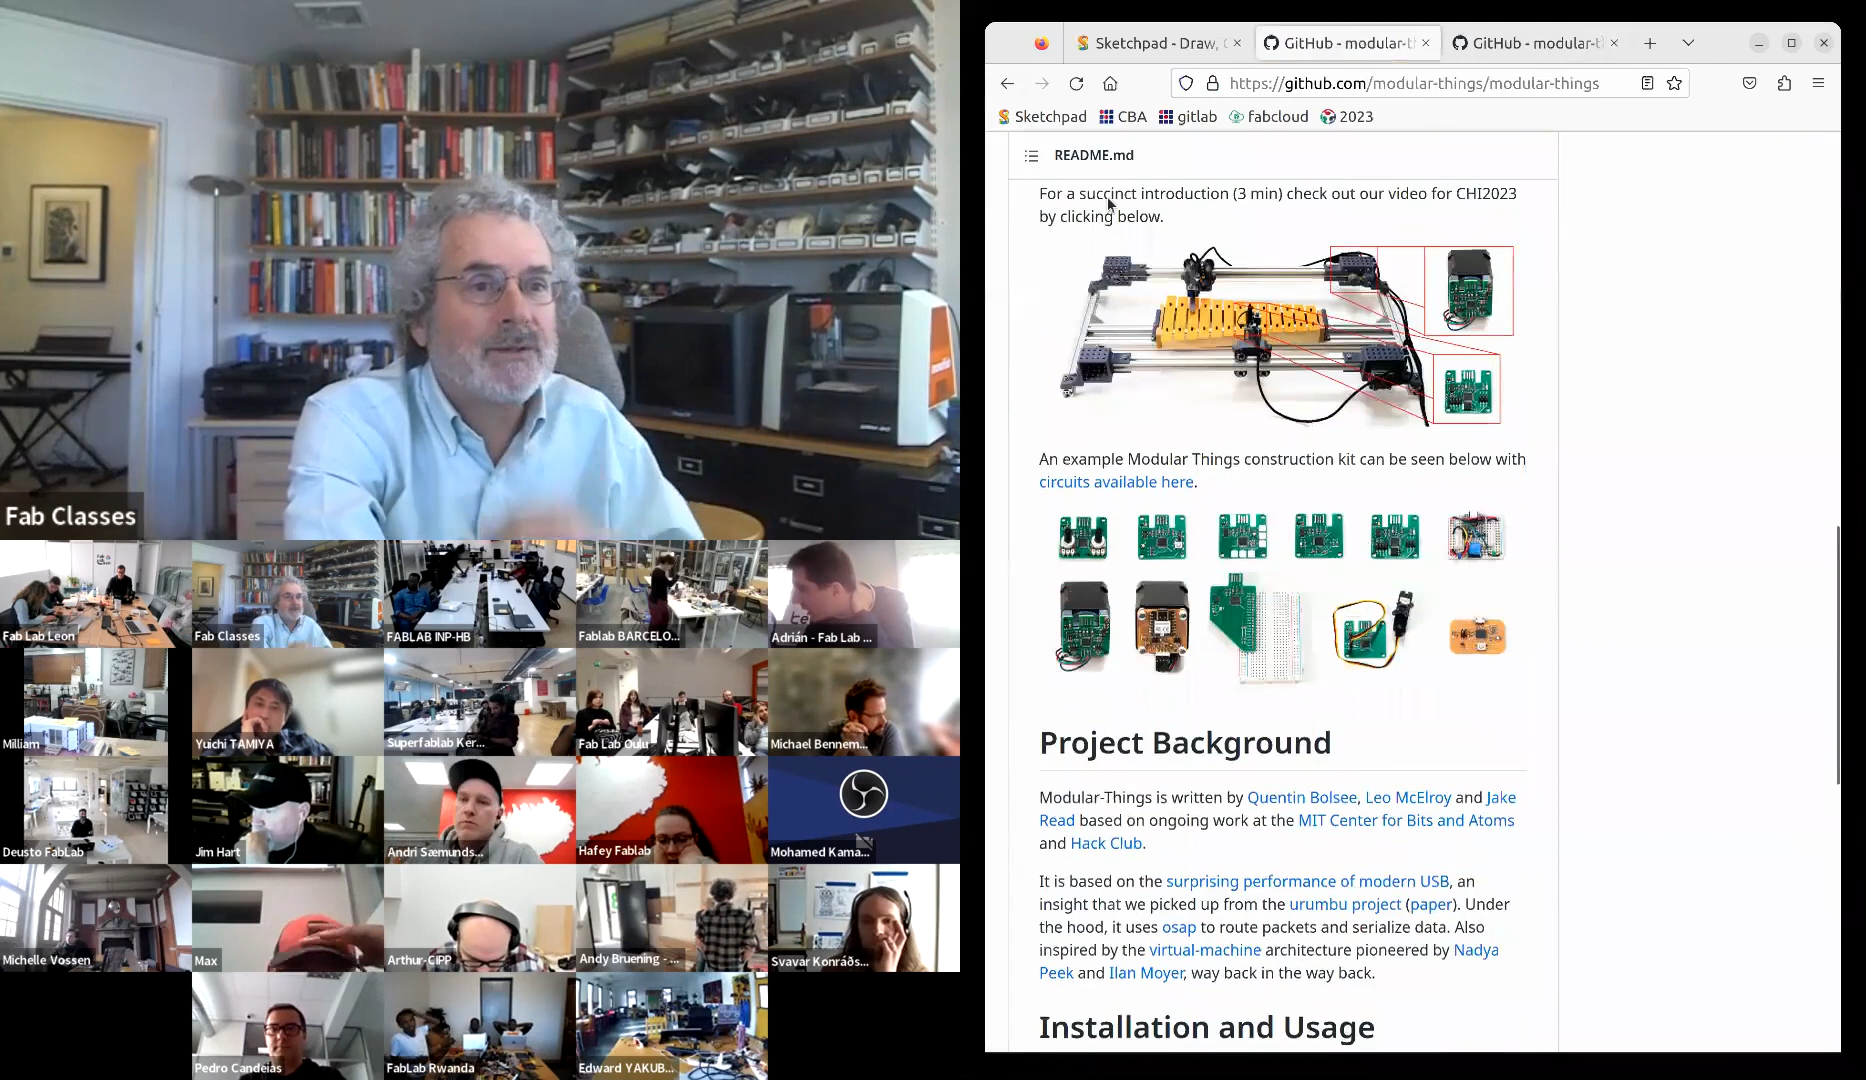 Fab Classes
Fab Lab Leon
Fab Classes
FABLAB INP-HB
Fablab BARCELO...
Adrián - Fab Lab ...
Milliam
Yuichi TAMIYA
Superfablab Ker...
Fab Lab Oulu
Michael Bennem...
Deusto FabLab
Jim Hart
Andri Sæmunds...
Hafey Fablab
Mohamed Kama...
Michelle Vossen
Max
Arthur-CIPP
Andy Bruening - ...
Svavar Konráðs...
Pedro Candeias
FabLab Rwanda
Edward YAKUB...
Sketchpad - Draw, C
GitHub - modular-th
GitHub - modular-t
https://github.com/modular-things/modular-things
Sketchpad CBA gitlab fabcloud 2023
README.md
For a succinct introduction (3 min) check out our video for CHI2023
by clicking below.
An example Modular Things construction kit can be seen below with
circuits available here.
Project Background
Modular-Things is written by Quentin Bolsee, Leo McElroy and Jake
Read based on ongoing work at the MIT Center for Bits and Atoms
and Hack Club.
It is based on the surprising performance of modern USB, an
insight that we picked up from the urumbu project (paper). Under
the hood, it uses osap to route packets and serialize data. Also
inspired by the virtual-machine architecture pioneered by Nadya
Peek and Ilan Moyer, way back in the way back.
Installation and Usage